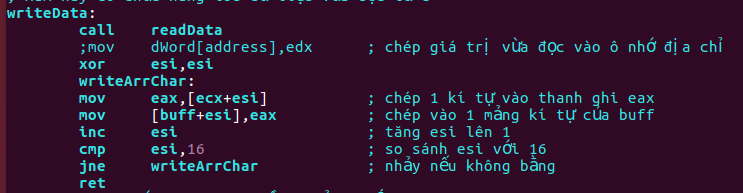 writeData:
call readData
;mov dWord[address],edx ; chép giá trị vừa đọc vào ô nhớ địa chỉ
xor esi,esi
writeArrChar:
mov eax,[ecx+esi] ; chép 1 kí tự vào thanh ghi eax
mov [buff+esi],eax ; chép vào 1 mảng kí tự của buff
inc esi ; tăng esi lên 1
cmp esi,16 ; so sánh esi với 16
jne writeArrChar ; nhảy nếu không bằng
ret